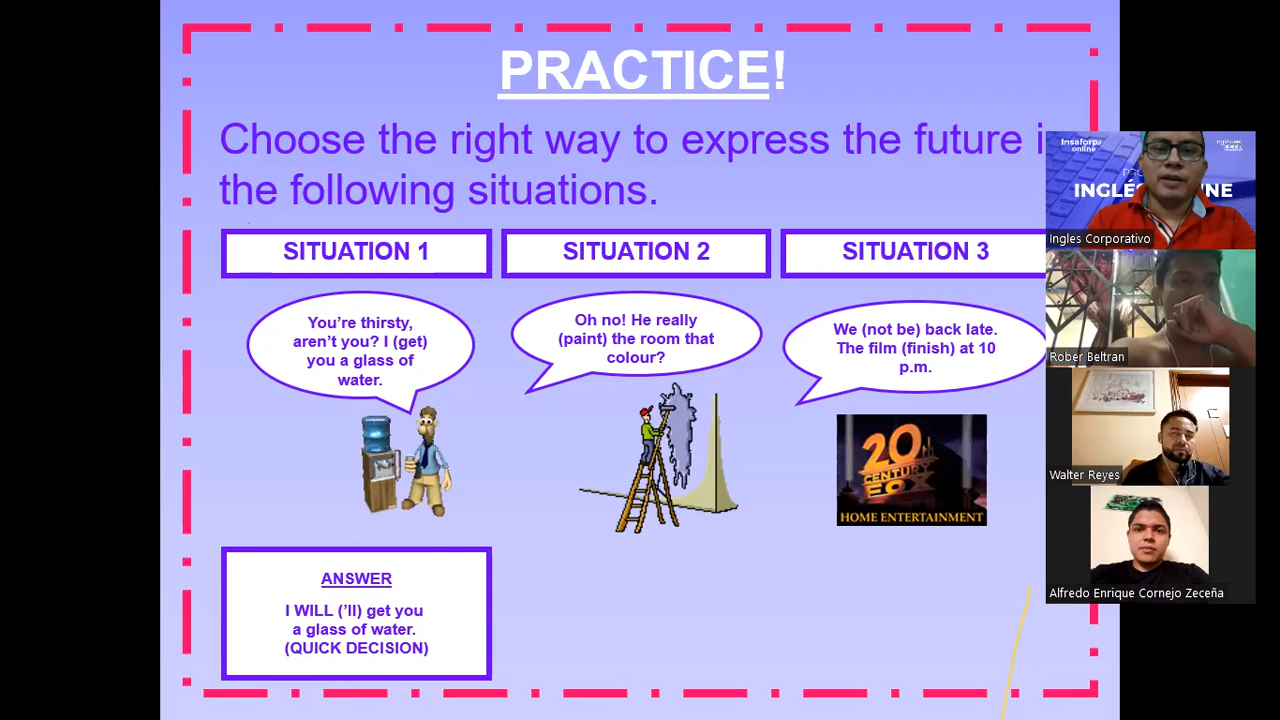 PRACTICE!
Choose the right way to express the future i
the following situations.
SITUATION 1
SITUATION 2
SITUATION 3
You're thirsty,
aren't you? I (get)
you a glass of
water.
Oh no! He really
(paint) the room that
colour?
We (not be) back late.
The film (finish) at 10
p.m.
20
CENTURY
FOX
HOME ENTERTAINMENT
ANSWER
I WILL ('ll) get you
a glass of water.
(QUICK DECISION)
Insaforp
online
INGLÉS
NE
Ingles Corporativo
Rober Beltran
Walter Reyes
Alfredo Enrique Cornejo Zeceña